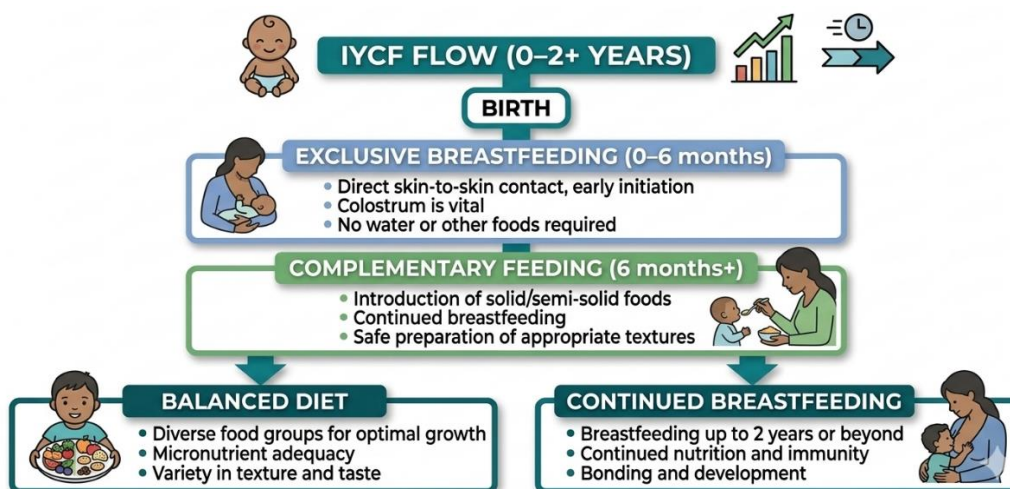 IYCF FLOW (0–2+ YEARS)
BIRTH
EXCLUSIVE BREASTFEEDING (0–6 months)
• Direct skin-to-skin contact, early initiation
• Colostrum is vital
• No water or other foods required
COMPLEMENTARY FEEDING (6 months+)
• Introduction of solid/semi-solid foods
• Continued breastfeeding
• Safe preparation of appropriate textures
BALANCED DIET
• Diverse food groups for optimal growth
• Micronutrient adequacy
• Variety in texture and taste
CONTINUED BREASTFEEDING
• Breastfeeding up to 2 years or beyond
• Continued nutrition and immunity
• Bonding and development